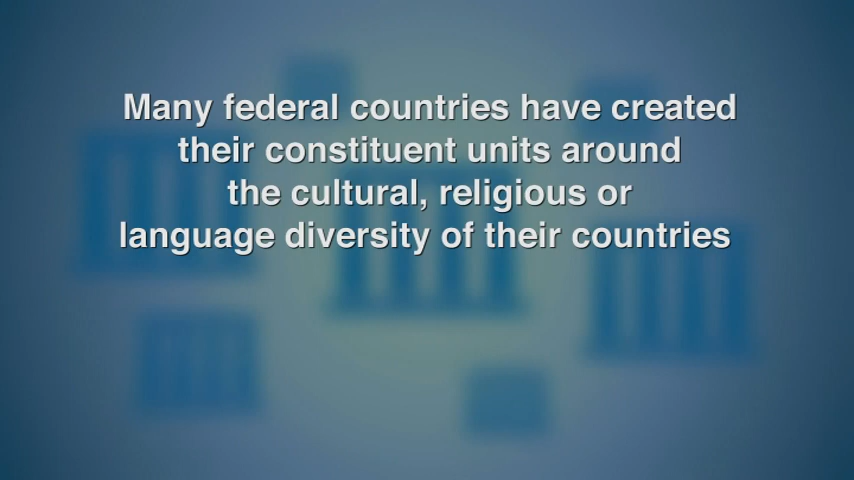 Many federal countries have created
their constituent units around
the cultural, religious or
language diversity of their countries